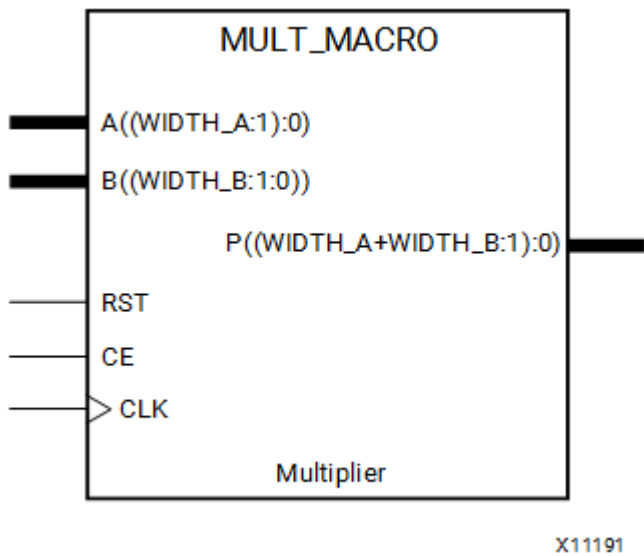 MULT_MACRO
A((WIDTH_A:1):0)
B((WIDTH_B:1:0))
P((WIDTH_A+WIDTH_B:1):0)
RST
CE
CLK
Multiplier
X11191